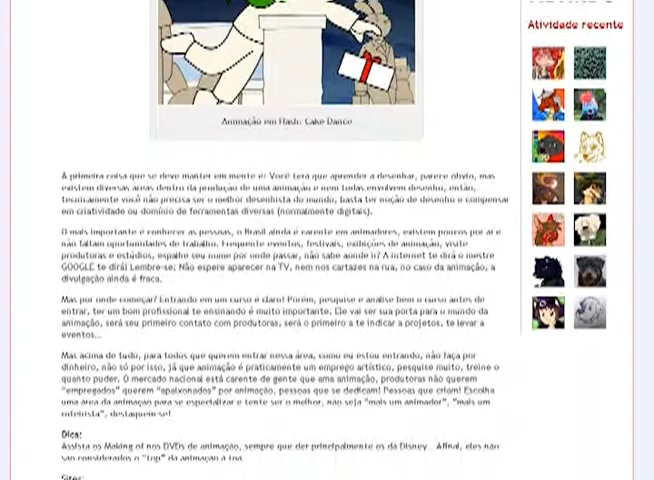 Atividade recente
Animação em Flash: Cake Dance
A primeira coisa que se deve manter em mente é: Você terá que aprender a desenhar, parece obvio, mas
existem diversas áreas dentro da produção de uma animação e nem todas envolvem desenho, então,
tecnicamente você não precisa ser o melhor desenhista do mundo, basta ter noção de desenho e compensar
em criatividade ou domínio de ferramentas diversas (normalmente digitais).
O mais importante é conhecer as pessoas, o Brasil ainda é carente em animadores, existem poucos por ai e
não faltam oportunidades de trabalho. Frequente eventos, festivais, exibições de animação, visite
produtoras e estúdios, espalhe seu nome por onde passar, não sabe aonde ir? A internet te dirá o mestre
GOOGLE te dirá! Lembre-se: Não espere aparecer na TV, nem nos cartazes na rua, no caso da animação, a
divulgação ainda é fraca.
Mas por onde começar? Entrando em um curso é claro! Porém, pesquise e analise bem o curso antes de
entrar, ter um bom profissional te ensinando é muito importante. Ele vai ser sua porta para o mundo da
animação, será seu primeiro contato com produtoras, será o primeiro a te indicar a projetos, te levar a
eventos...
Mas acima de tudo, para todos que querem entrar nessa área, como eu estou entrando, não faça por
dinheiro, não só por isso, já que animação é praticamente um emprego artístico, pesquise muito, treine o
quanto puder. O mercado nacional está carente de gente que ama animação, produtoras não querem
"empregados" querem "apaixonados" por animação, pessoas que se dedicam! Pessoas que criam! Escolha
uma área da animação para se especializar e tente ser o melhor, não seja "mais um animador", "mais um
destaquem-se!
Dica:
Assista os Making of nos DVDs de animação, sempre que der principalmente os da Disney... Afinal, eles não
são considerados o "top" da animação a toa.
Sites: